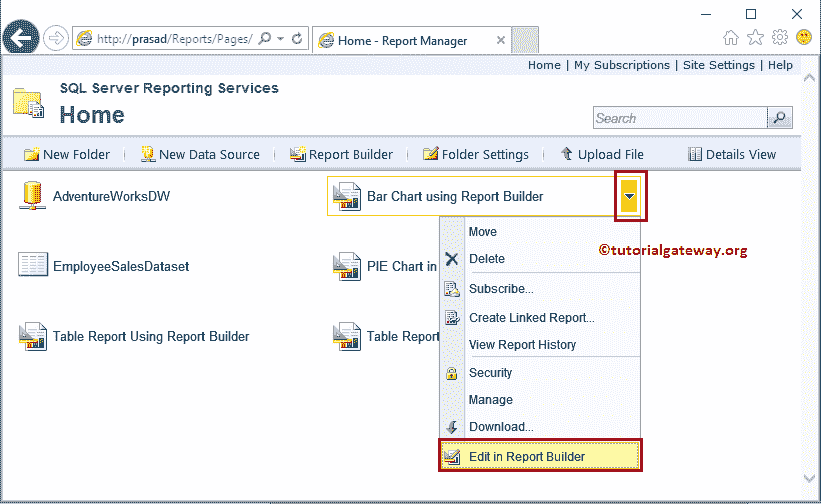 http://prasad/Reports/Pages/
Home - Report Manager
Home | My Subscriptions | Site Settings | Help
SQL Server Reporting Services
Home
Search
New Folder
New Data Source
Report Builder
Folder Settings
Upload File
Details View
AdventureWorksDW
Bar Chart using Report Builder
Move
©tutorialgateway.org
Delete
EmployeeSalesDataset
PIE Chart in
Subscribe...
Create Linked Report...
Table Report Using Report Builder
Table Report
View Report History
Security
Manage
Download...
Edit in Report Builder